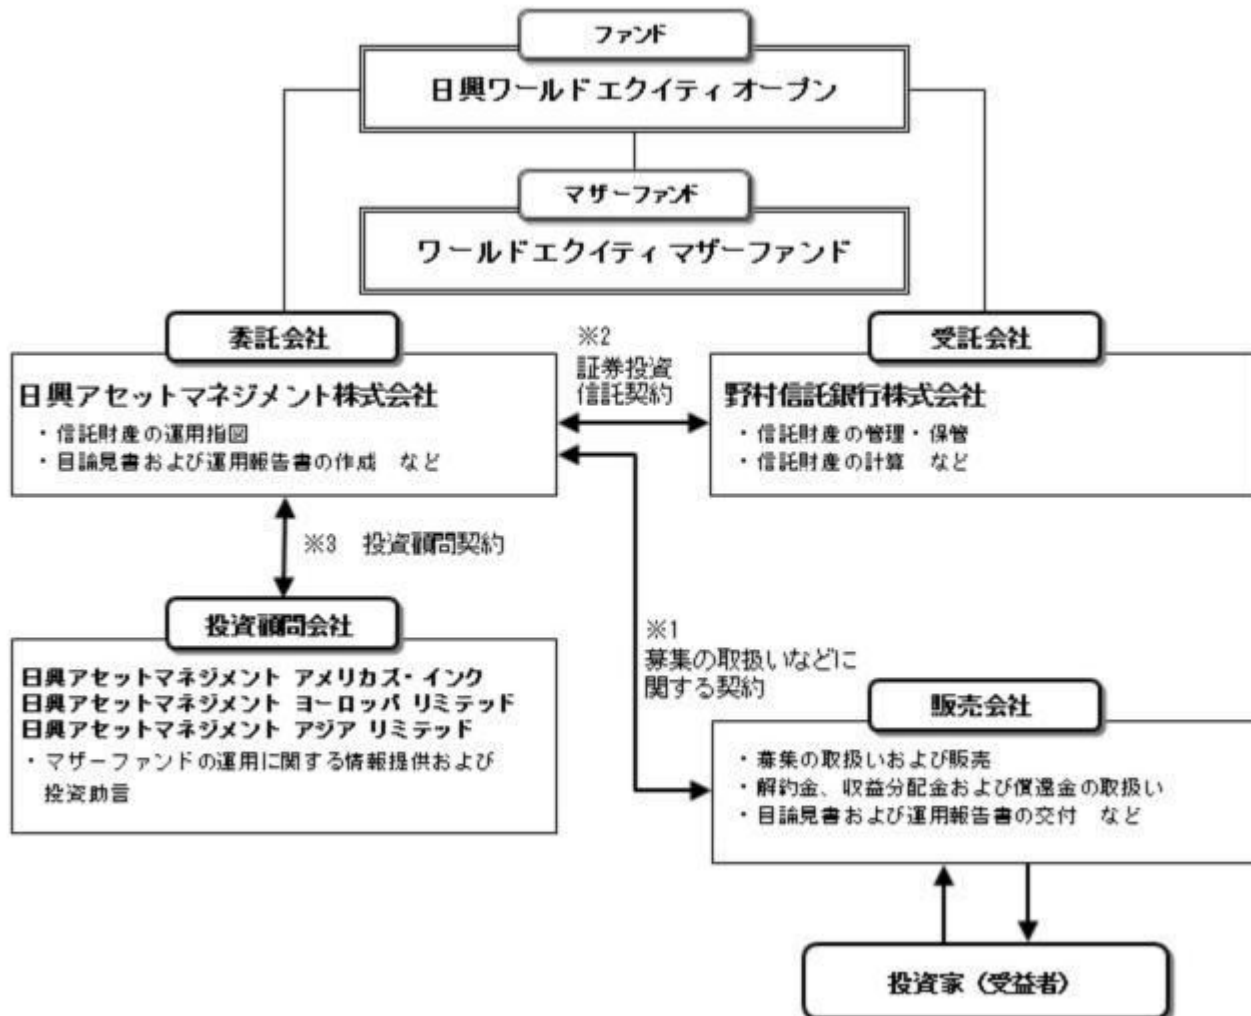 ファンド
日興ワールドエクイティオープン
マザーファンド
ワールドエクイティマザーファンド
委託会社
日興アセットマネジメント株式会社
・信託財産の運用指図
・目論見書および運用報告書の作成 など
※2
証券投資
信託契約
受託会社
野村信託銀行株式会社
・信託財産の管理・保管
・信託財産の計算 など
※3 投資顧問契約
投資顧問会社
日興アセットマネジメント アメリカズ・インク
日興アセットマネジメント ヨーロッパ リミテッド
日興アセットマネジメント アジア リミテッド
・マザーファンドの運用に関する情報提供および
投資助言
※1
募集の取扱いなどに
関する契約
販売会社
・募集の取扱いおよび販売
・解約金、収益分配金および償還金の取扱い
・目論見書および運用報告書の交付 など
投資家（受益者）